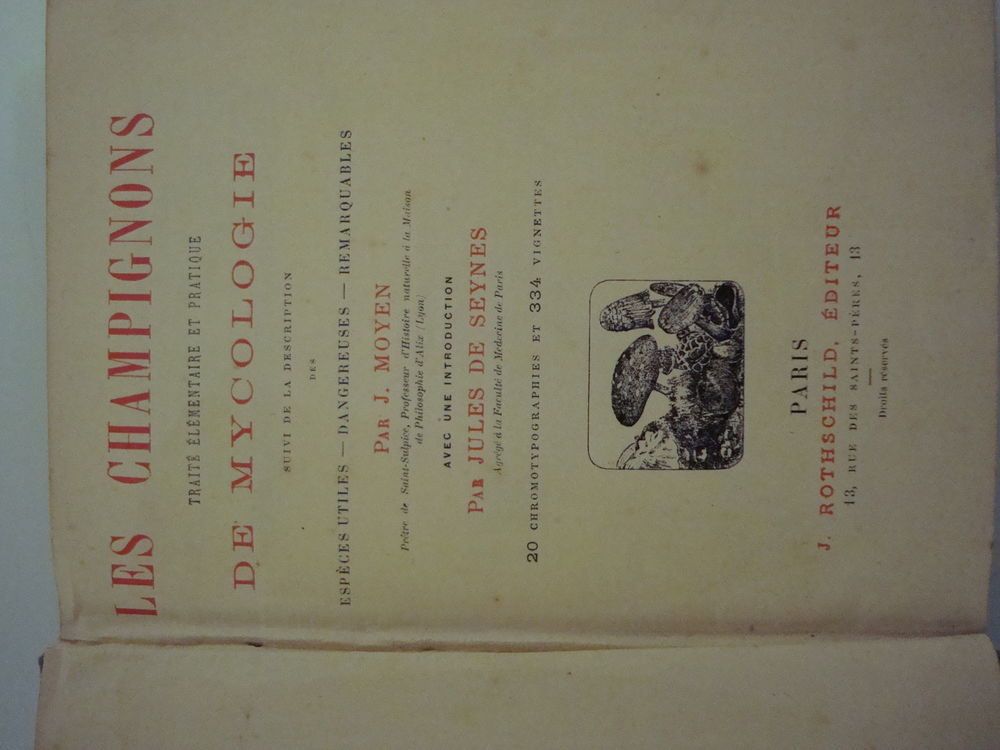 LES CHAMPIGNONS
TRAITÉ ÉLÉMENTAIRE ET PRATIQUE
DE MYCOLOGIE
SUIVI DE LA DESCRIPTION
DES
ESPÈCES UTILES — DANGEREUSES — REMARQUABLES
PAR J. MOYEN
Prêtre de Saint-Sulpice, Professeur d'Histoire naturelle à la Maison
de Philosophie d'Alix (Lyon)
AVEC UNE INTRODUCTION
PAR JULES DE SEYNES
Agrégé à la Faculté de Médecine de Paris
20 CHROMOTYPOGRAPHIES ET 334 VIGNETTES
PARIS
J. ROTHSCHILD, ÉDITEUR
13, RUE DES SAINTS-PÈRES, 13
Droits réservés